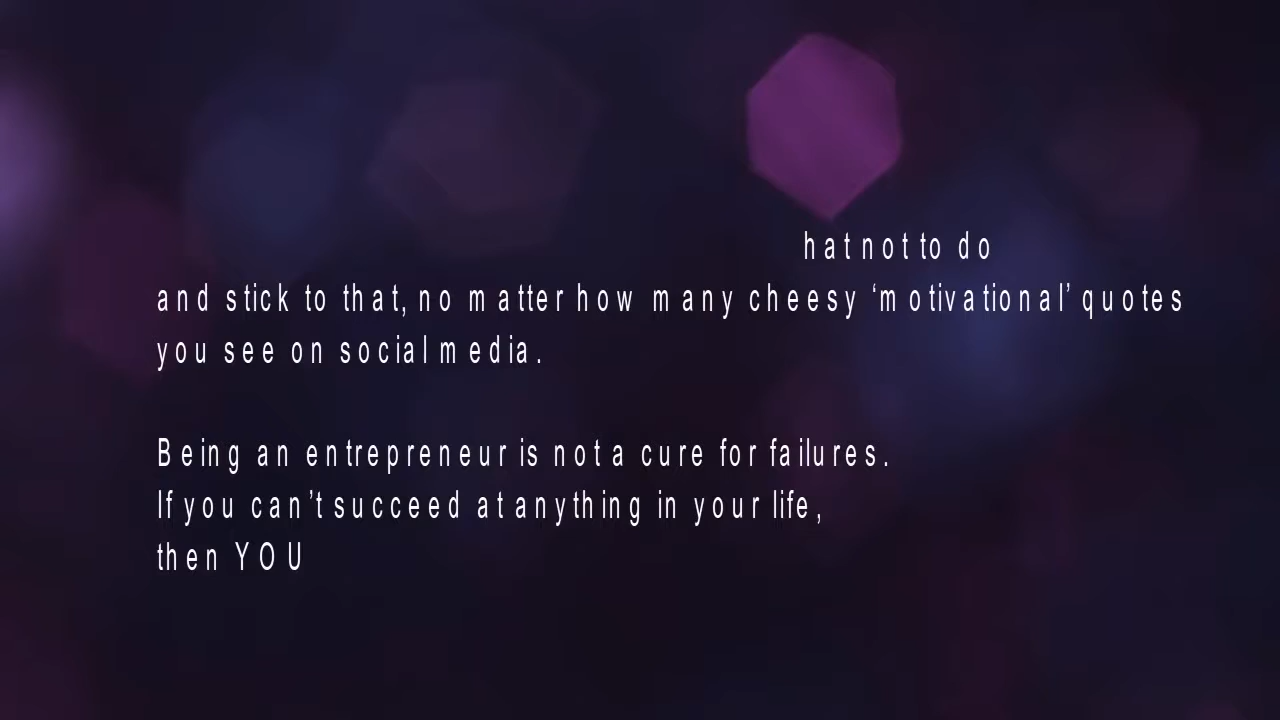 hat not to do
and stick to that, no matter how many cheesy ‘motivational’ quotes
you see on social media.
Being an entrepreneur is not a cure for failures.
If you can’t succeed at anything in your life,
then YOU